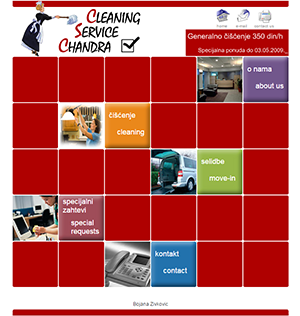 CLEANING
SERVICE
CHANDRA
home
e-mail
contact us
Generalno čišćenje 350 din/h
Specijalna ponuda do 03.05.2009.
o nama
about us
čišćenje
cleaning
selidbe
move-in
specijalni
zahtevi
special
requests
kontakt
contact
Bojana Živkovic